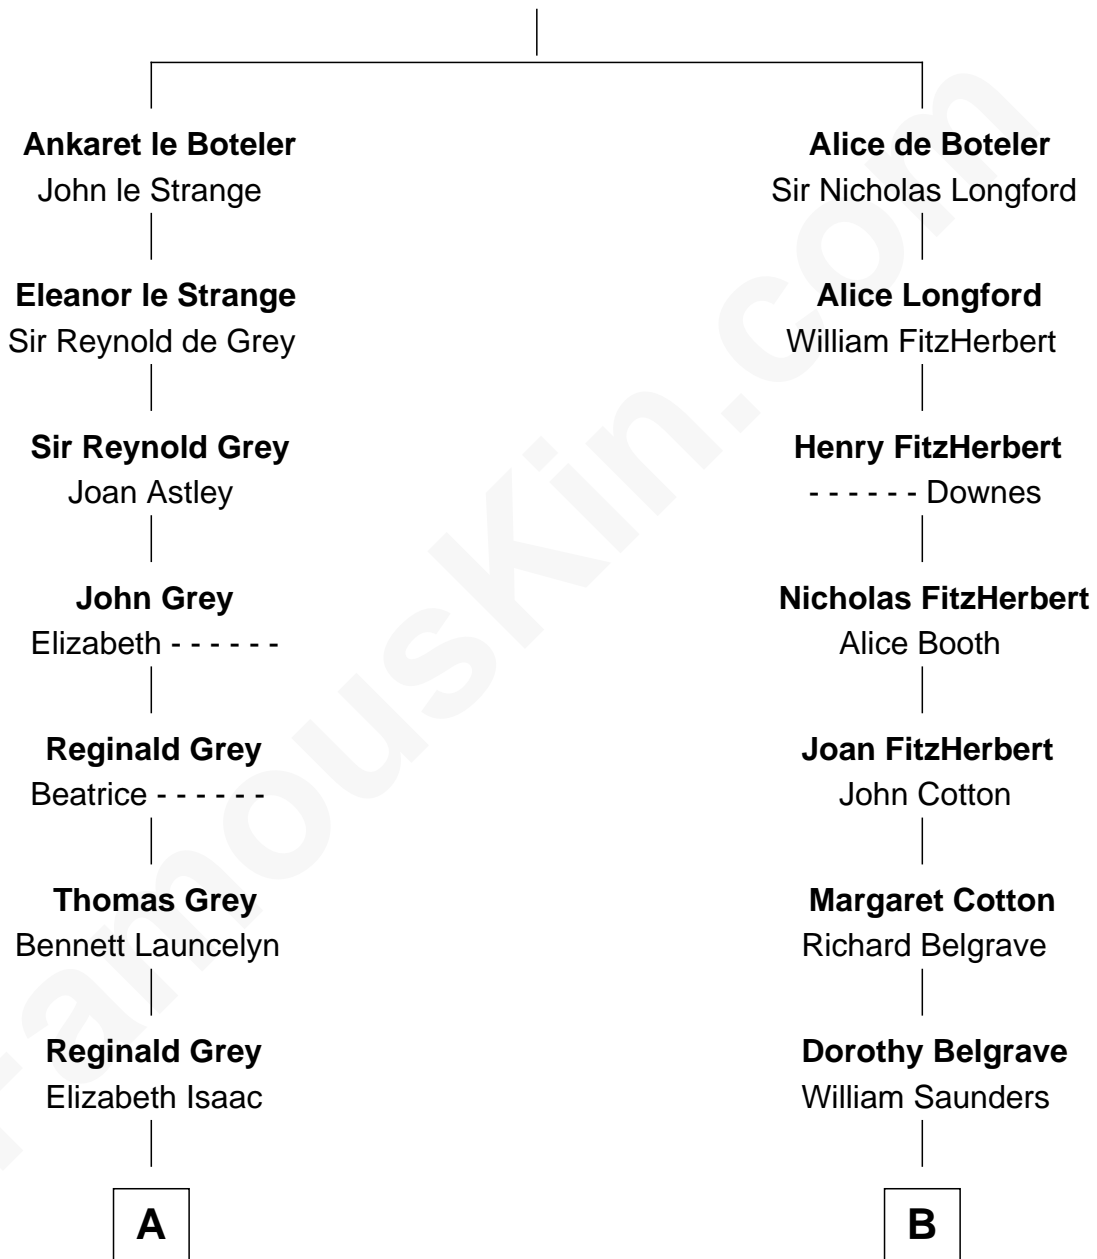 Ankaret le Boteler
John le Strange
Eleanor le Strange
Sir Reynold de Grey
Sir Reynold Grey
Joan Astley
John Grey
Elizabeth - - - - - -
Reginald Grey
Beatrice - - - - - -
Thomas Grey
Bennett Launcelyn
Reginald Grey
Elizabeth Isaac
A
Alice de Boteler
Sir Nicholas Longford
Alice Longford
William FitzHerbert
Henry FitzHerbert
- - - - - - Downes
Nicholas FitzHerbert
Alice Booth
Joan FitzHerbert
John Cotton
Margaret Cotton
Richard Belgrave
Dorothy Belgrave
William Saunders
B
FamousKin.com